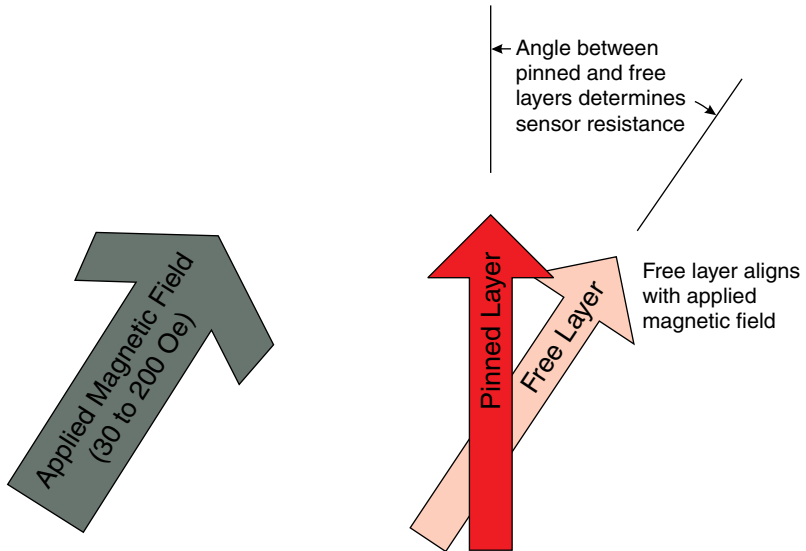 Angle between
pinned and free
layers determines
sensor resistance
Applied Magnetic Field
(30 to 200 Oe)
Pinned Layer
Free Layer
Free layer aligns
with applied
magnetic field